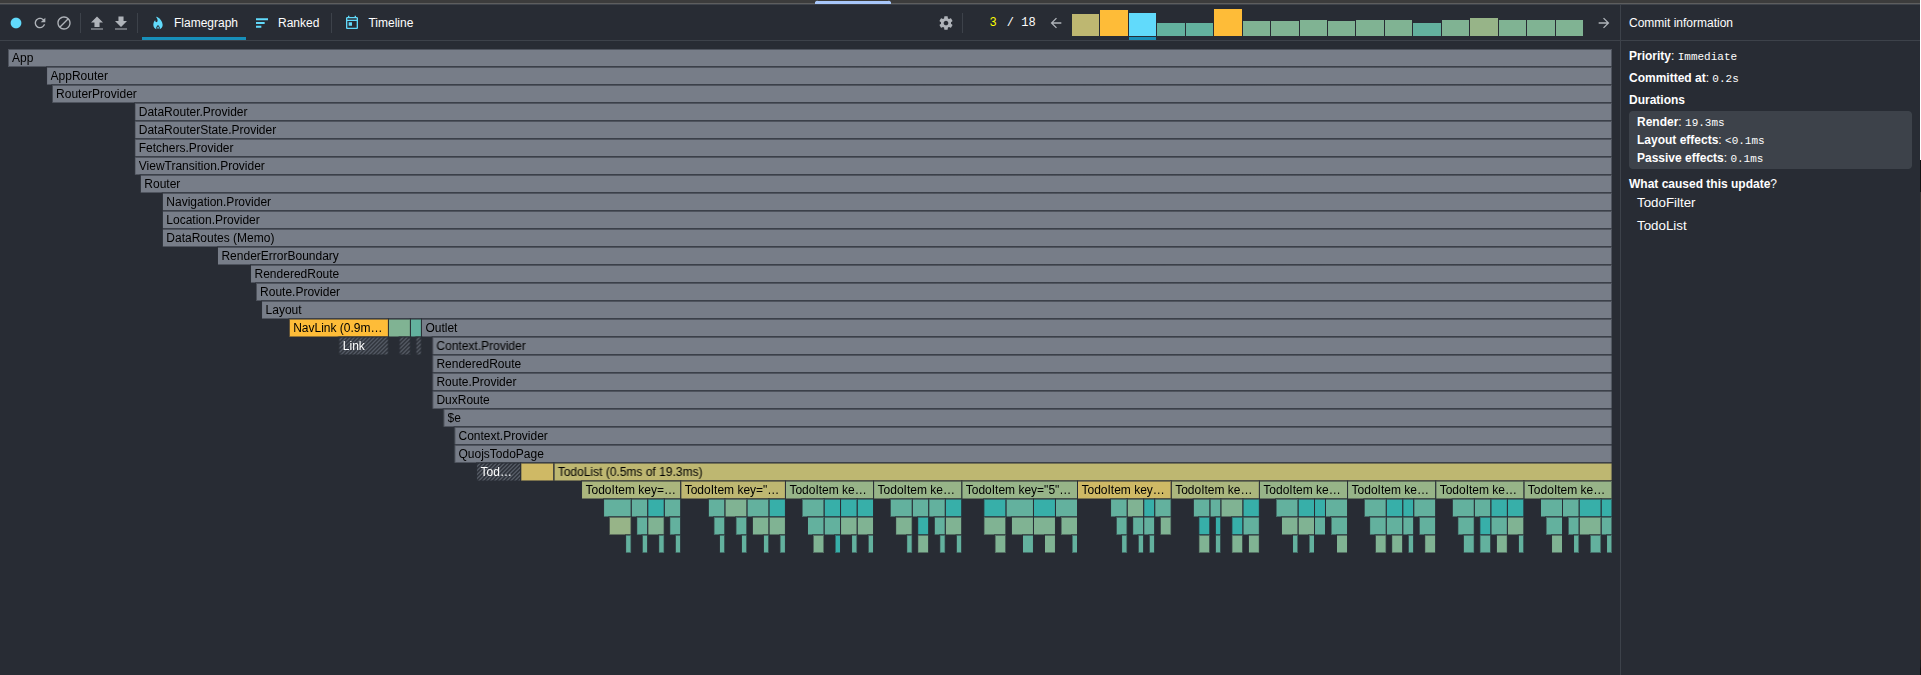 Flamegraph Ranked Timeline 3 / 18 Commit information
App
AppRouter
RouterProvider
DataRouter.Provider
DataRouterState.Provider
Fetchers.Provider
ViewTransition.Provider
Router
Navigation.Provider
Location.Provider
DataRoutes (Memo)
RenderErrorBoundary
RenderedRoute
Route.Provider
Layout
NavLink (0.9m… Outlet
Link Context.Provider
RenderedRoute
Route.Provider
DuxRoute
$e
Context.Provider
QuojsTodoPage
Tod… TodoList (0.5ms of 19.3ms)
TodoItem key=… TodoItem key="… TodoItem ke… TodoItem ke… TodoItem key="5"… TodoItem key… TodoItem ke… TodoItem ke… TodoItem ke… TodoItem ke… TodoItem ke…
Priority: Immediate
Committed at: 0.2s
Durations
Render: 19.3ms
Layout effects: <0.1ms
Passive effects: 0.1ms
What caused this update?
TodoFilter
TodoList